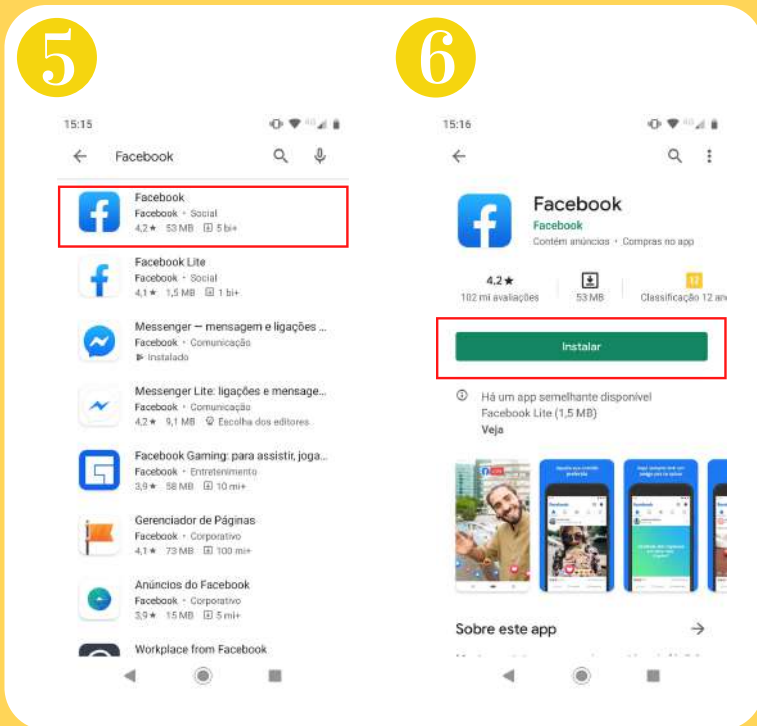 5
15:15
Facebook
Facebook
Facebook • Social
4,2★ 53 MB 5 bi+
Facebook Lite
Facebook • Social
4,1★ 1,5 MB 1 bi+
Messenger — mensagem e ligações ...
Facebook • Comunicação
Instalado
Messenger Lite: ligações e mensage...
Facebook • Comunicação
4,2★ 9,1 MB Escolha dos editores
Facebook Gaming: para assistir, joga...
Facebook • Entretenimento
3,9★ 58 MB 10 mi+
Gerenciador de Páginas
Facebook • Corporativo
4,1★ 73 MB 100 mi+
Anúncios do Facebook
Facebook • Corporativo
3,9★ 15 MB 5 mi+
Workplace from Facebook
6
15:16
Facebook
Facebook
Contém anúncios • Compras no app
4,2★
102 mi avaliações
53 MB
12
Classificação 12 an
Instalar
Há um app semelhante disponível
Facebook Lite (1,5 MB)
Veja
Sobre este app